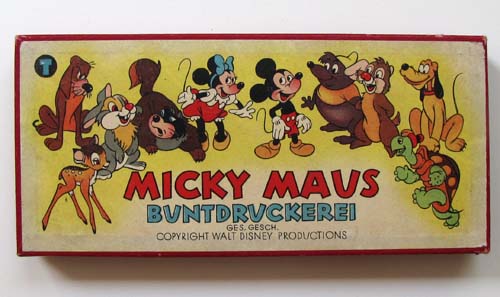 T
MICKY MAUS
BUNTDRUCKEREI
GES. GESCH.
COPYRIGHT WALT DISNEY PRODUCTIONS